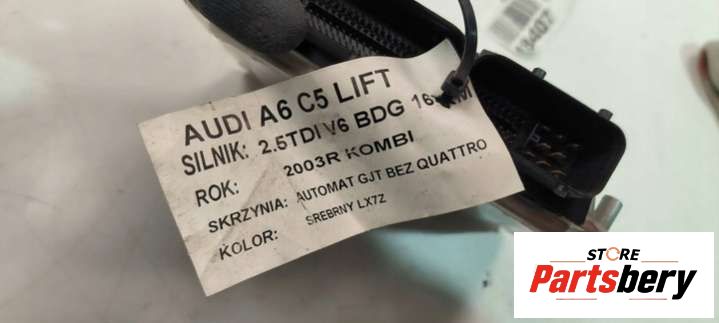 AUDI A6 C5 LIFT
SILNIK: 2.5TDI V6 BDG
ROK: 2003R KOMBI
SKRZYNIA: AUTOMAT GJT BEZ QUATTRO
KOLOR: SREBRNY LX7Z
STORE
Partsbery